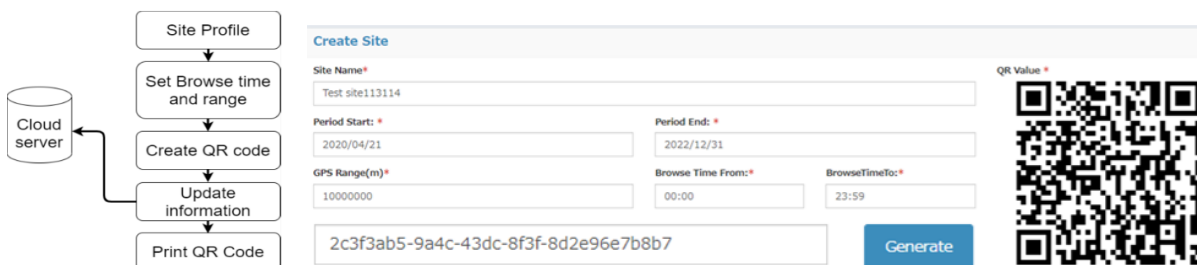 Site Profile
Set Browse time
and range
Create QR code
Update
information
Print QR Code
Cloud
server
Create Site
Site Name*
Test site113114
QR Value *
Period Start: *
Period End: *
2020/04/21
2022/12/31
GPS Range(m)*
Browse Time From:*
BrowseTimeTo:*
10000000
00:00
23:59
2c3f3ab5-9a4c-43dc-8f3f-8d2e96e7b8b7
Generate